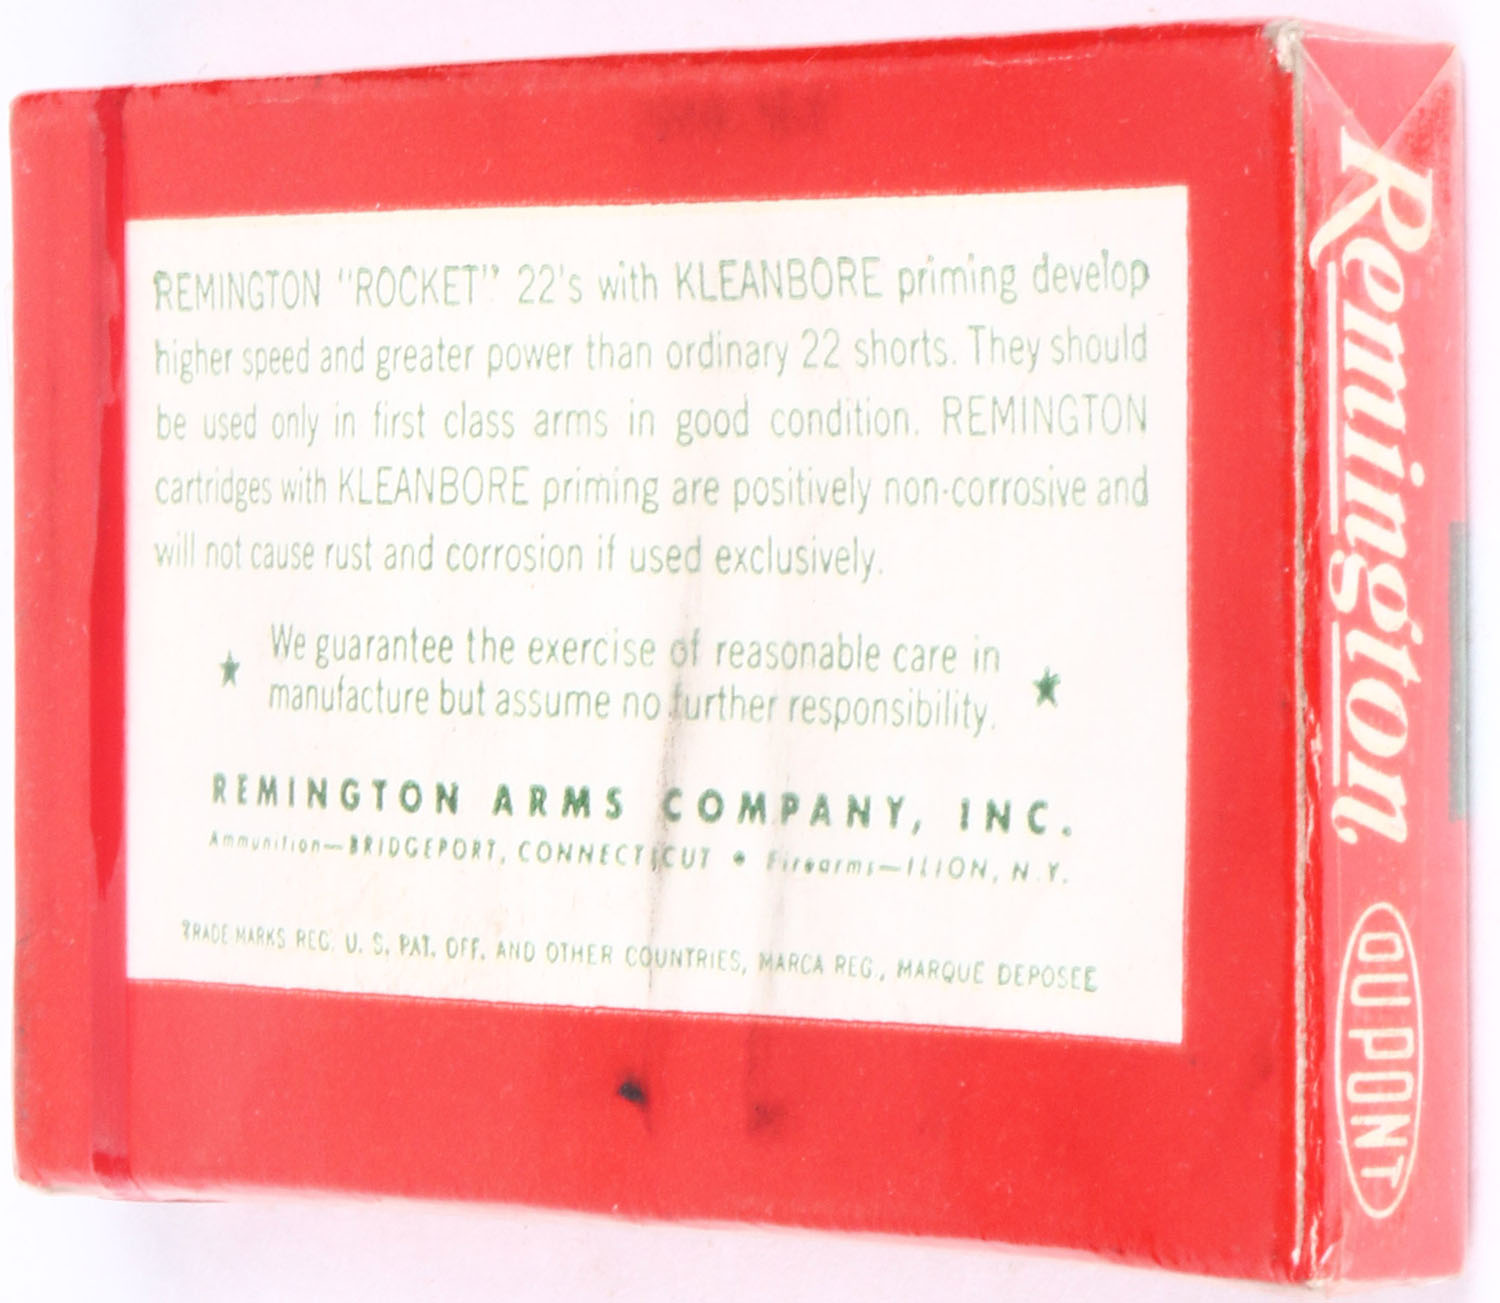 REMINGTON "ROCKET" 22's with KLEANBORE priming develop
higher speed and greater power than ordinary 22 shorts. They should
be used only in first class arms in good condition. REMINGTON
cartridges with KLEANBORE priming are positively non-corrosive and
will not cause rust and corrosion if used exclusively.
We guarantee the exercise of reasonable care in
manufacture but assume no further responsibility.
REMINGTON ARMS COMPANY, INC.
Ammunition—BRIDGEPORT, CONNECTICUT • Firearms—ILION, N.Y.
TRADE MARKS REG. U. S. PAT. OFF. AND OTHER COUNTRIES, MARCA REG., MARQUE DEPOSEE
Remington,
DUPONT